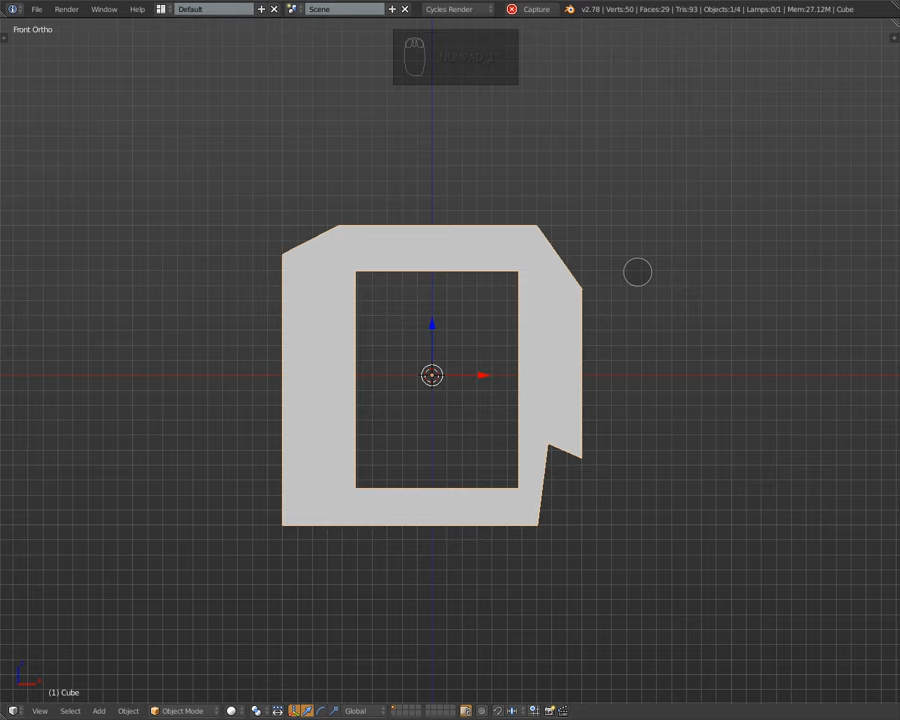 File Render Window Help Default Scene Cycles Render Capture v2.78 | Verts:50 | Faces:29 | Tris:93 | Objects:1/4 | Lamps:0/1 | Mem:27.12M | Cube
Front Ortho
NUMPAD 1
(1) Cube
View Select Add Object Object Mode Global